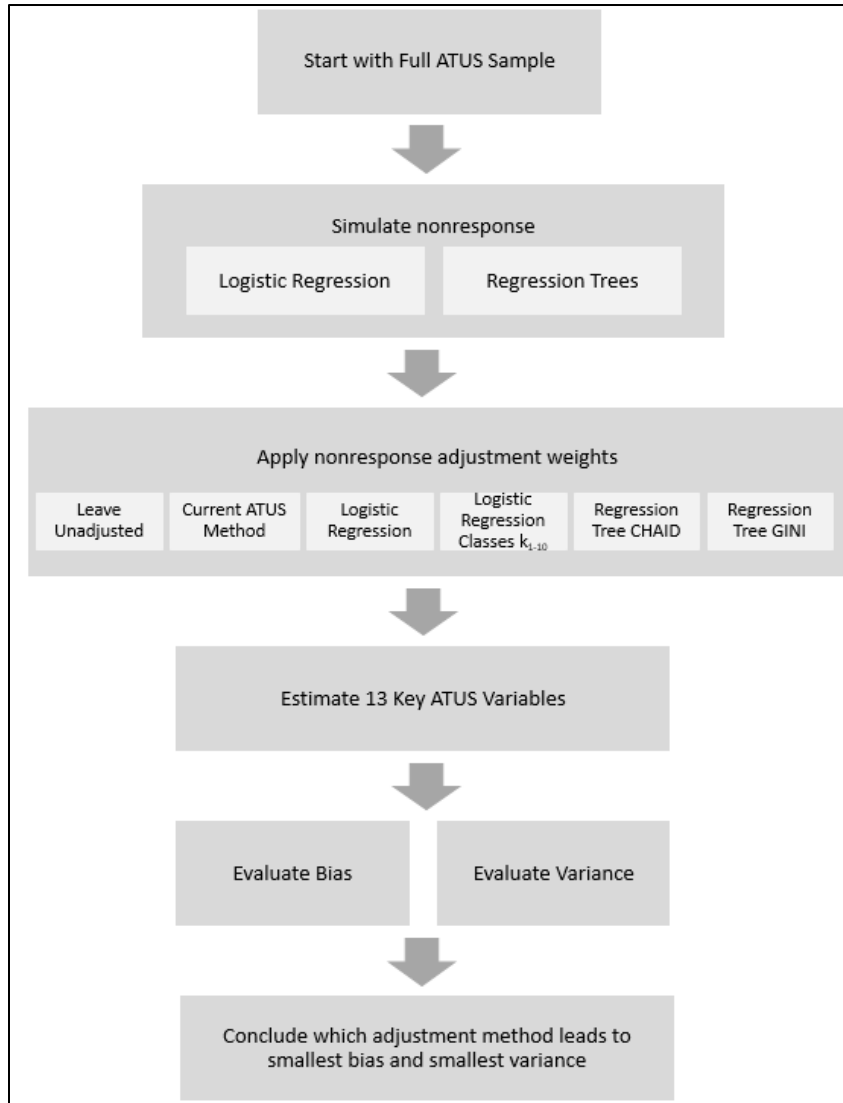 Start with Full ATUS Sample
Simulate nonresponse
Logistic Regression
Regression Trees
Apply nonresponse adjustment weights
Leave
Unadjusted
Current ATUS
Method
Logistic
Regression
Logistic
Regression
Classes k₁₋₁₀
Regression
Tree CHAID
Regression
Tree GINI
Estimate 13 Key ATUS Variables
Evaluate Bias
Evaluate Variance
Conclude which adjustment method leads to
smallest bias and smallest variance